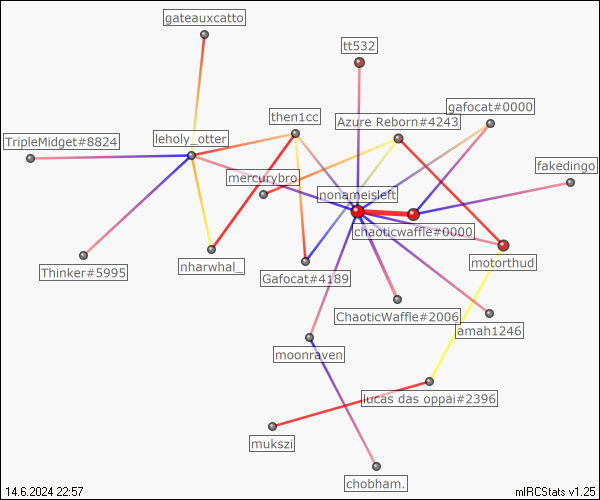 gateauxcatto
tt532
gafocat#0000
then1cc
Azure Reborn#4243
TripleMidget#8824
leholy_otter
fakedingo
mercurybro
nonameisleft
chaoticwaffle#0000
motorthud
nharwhal_
Thinker#5995
Gafocat#4189
ChaoticWaffle#2006
amah1246
moonraven
lucas das oppai#2396
mukszi
chobham.
14.6.2024 22:57
mIRCStats v1.25